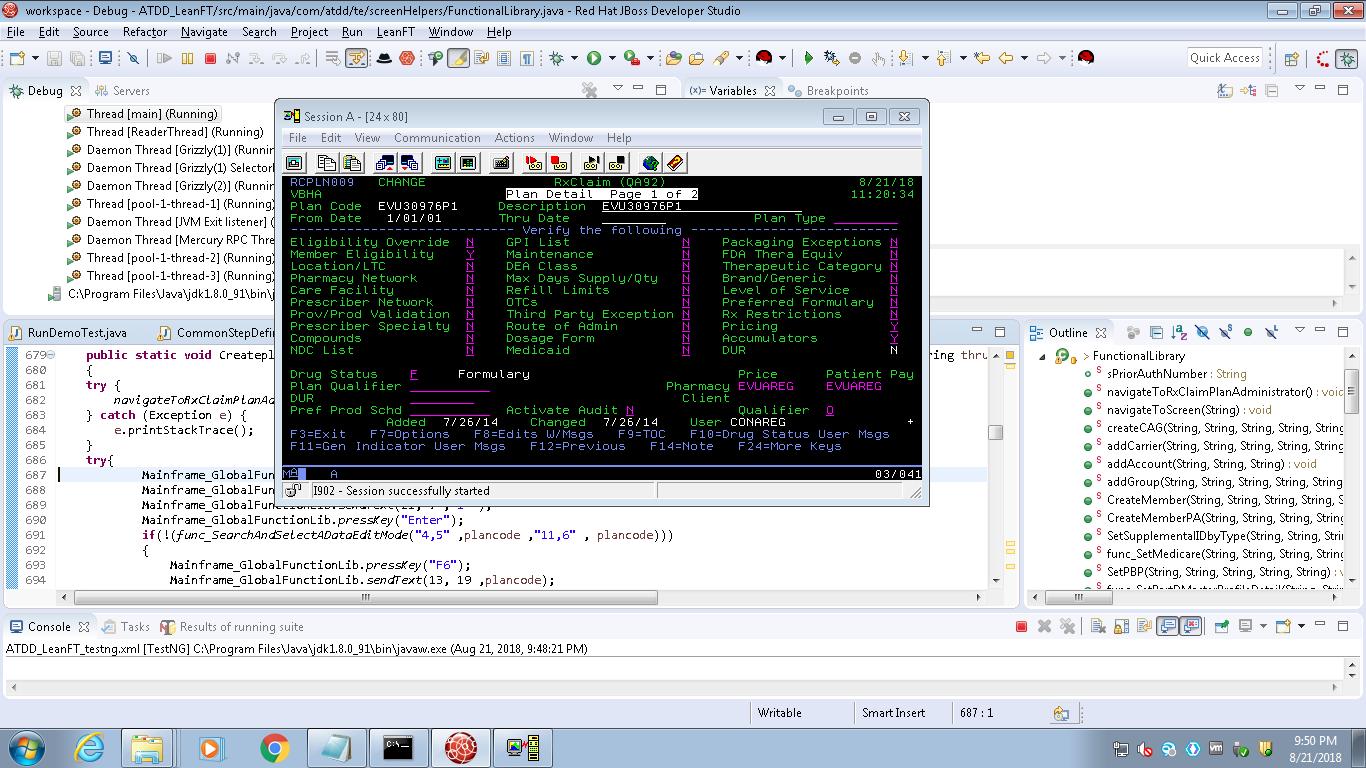 workspace - Debug - ATDD_LeanFT/src/main/java/com/atdd/te/screenHelpers/FunctionalLibrary.java - Red Hat JBoss Developer Studio
File Edit Source Refactor Navigate Search Project Run LeanFT Window Help
Quick Access
Debug Servers
(x)= Variables Breakpoints
Thread [main] (Running)
Thread [ReaderThread] (Running)
Daemon Thread [Grizzly(1)] (Runnin
Daemon Thread [Grizzly(1) Selector
Daemon Thread [Grizzly(2)] (Runnin
Daemon Thread [pool-1-thread-1] (
Daemon Thread [JVM Exit listener] (
Daemon Thread [Mercury RPC Thre
Daemon Thread [pool-1-thread-2] (
Daemon Thread [pool-1-thread-3] (
C:\Program Files\Java\jdk1.8.0_91\bin\j
Session A - [24 x 80]
File Edit View Communication Actions Window Help
RCPLN009 CHANGE RxClaim (QA92) 8/21/18
VBHA Plan Detail Page 1 of 2 11:20:34
Plan Code EVU30976P1 Description EVU30976P1
From Date 1/01/01 Thru Date Plan Type
Verify the following
Eligibility Override N GPI List N Packaging Exceptions N
Member Eligibility Y Maintenance N FDA Thera Equiv N
Location/LTC N DEA Class N Therapeutic Category N
Pharmacy Network N Max Days Supply/Qty N Brand/Generic N
Care Facility N Refill Limits N Level of Service N
Prescriber Network N OTCs N Preferred Formulary N
Prov/Prod Validation N Third Party Exception N Rx Restrictions N
Prescriber Specialty N Route of Admin N Pricing Y
Compounds N Dosage Form N Accumulators Y
NDC List N Medicaid N DUR N
Drug Status F Formulary Price Patient Pay
Plan Qualifier Pharmacy EVUAREG EVUAREG
DUR Client
Pref Prod Schd Activate Audit N Qualifier O
Added 7/26/14 Changed 7/26/14 User CONAREG +
F3=Exit F7=Options F8=Edits W/Msgs F9=TOC F10=Drug Status User Msgs
F11=Gen Indicator User Msgs F12=Previous F14=Note F24=More Keys
MA A 03/041
I902 - Session successfully started
RunDemoTest.java CommonStepDefin
679 public static void Createpl ring thru
680 {
681 try {
682 navigateToRxClaimPlanAd
683 } catch (Exception e) {
684 e.printStackTrace();
685 }
686 try{
687 Mainframe_GlobalFunct
688 Mainframe_GlobalFunctionLib.sendText(21, 7 , "1");
689 Mainframe_GlobalFunct
690 Mainframe_GlobalFunctionLib.pressKey("Enter");
691 if(!(func_SearchAndSelectADataEditMode("4,5" ,plancode ,"11,6" , plancode)))
692 {
693 Mainframe_GlobalFunctionLib.pressKey("F6");
694 Mainframe_GlobalFunctionLib.sendText(13, 19 ,plancode);
Outline
FunctionalLibrary
sPriorAuthNumber : String
navigateToRxClaimPlanAdministrator() : void
navigateToScreen(String) : void
createCAG(String, String, String, String, String
addCarrier(String, String, String, String, String
addAccount(String, String) : void
addGroup(String, String, String, String, String,
CreateMember(String, String, String, String, S
CreateMemberPA(String, String, String, String,
SetSupplementalIDbyType(String, String, Strin
func_SetMedicare(String, String, String, String,
SetPBP(String, String, String, String, String) : v
Console Tasks Results of running suite
ATDD_LeanFT_testng.xml [TestNG] C:\Program Files\Java\jdk1.8.0_91\bin\javaw.exe (Aug 21, 2018, 9:48:21 PM)
Writable Smart Insert 687 : 1
9:50 PM
8/21/2018